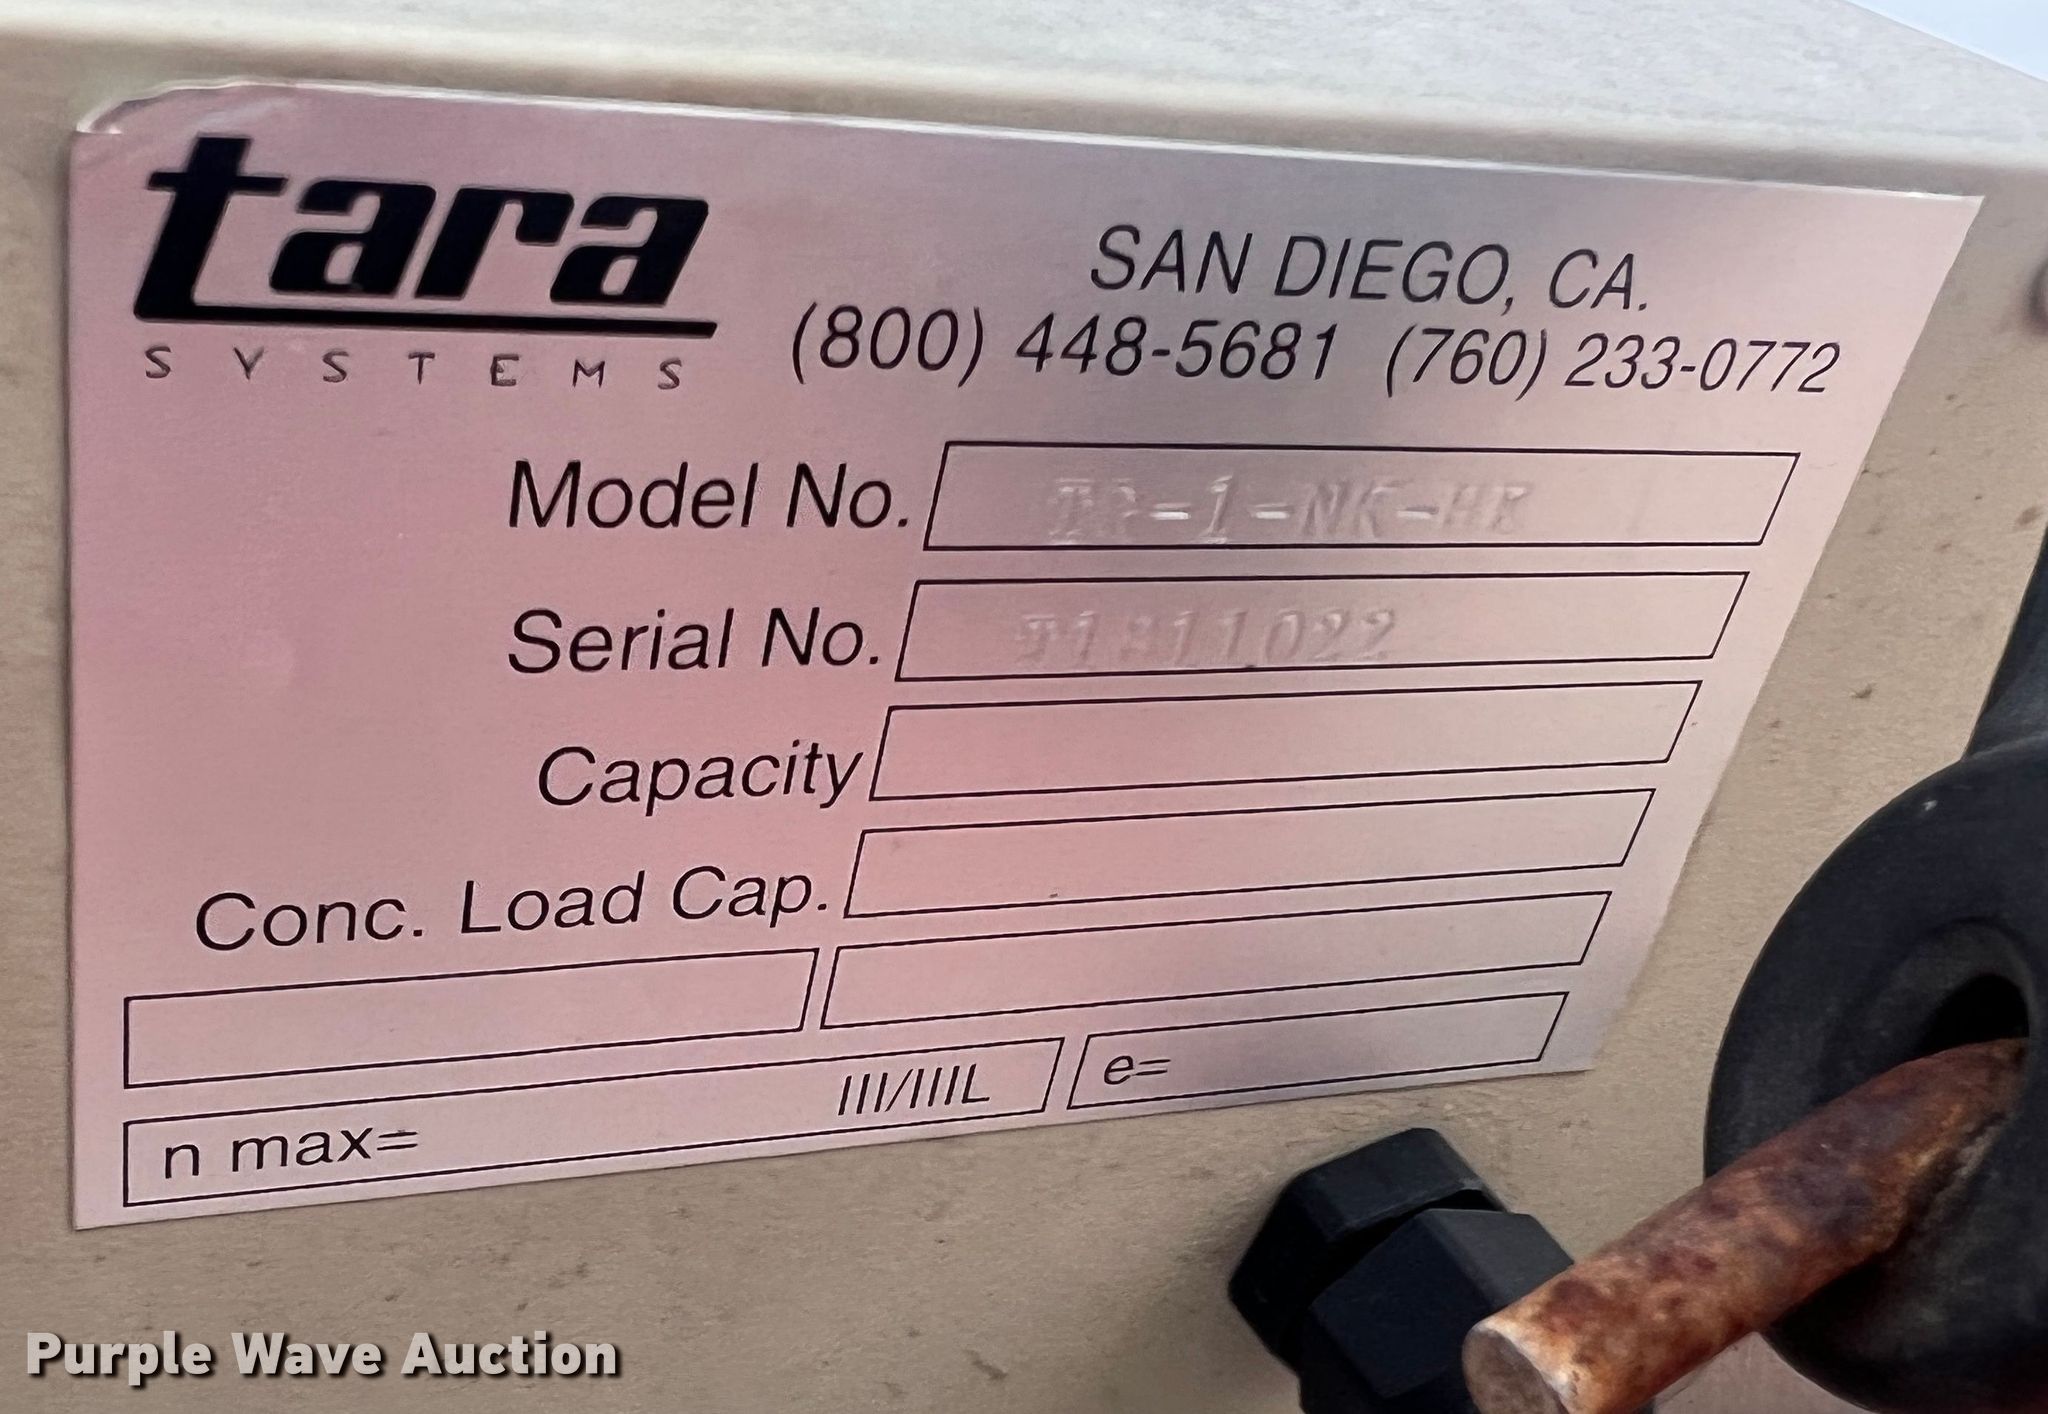 tara
SYSTEMS
SAN DIEGO, CA.
(800) 448-5681 (760) 233-0772
Model No.
Serial No. T1811022
Capacity
Conc. Load Cap.
n max= III/IIIL e=
Purple Wave Auction